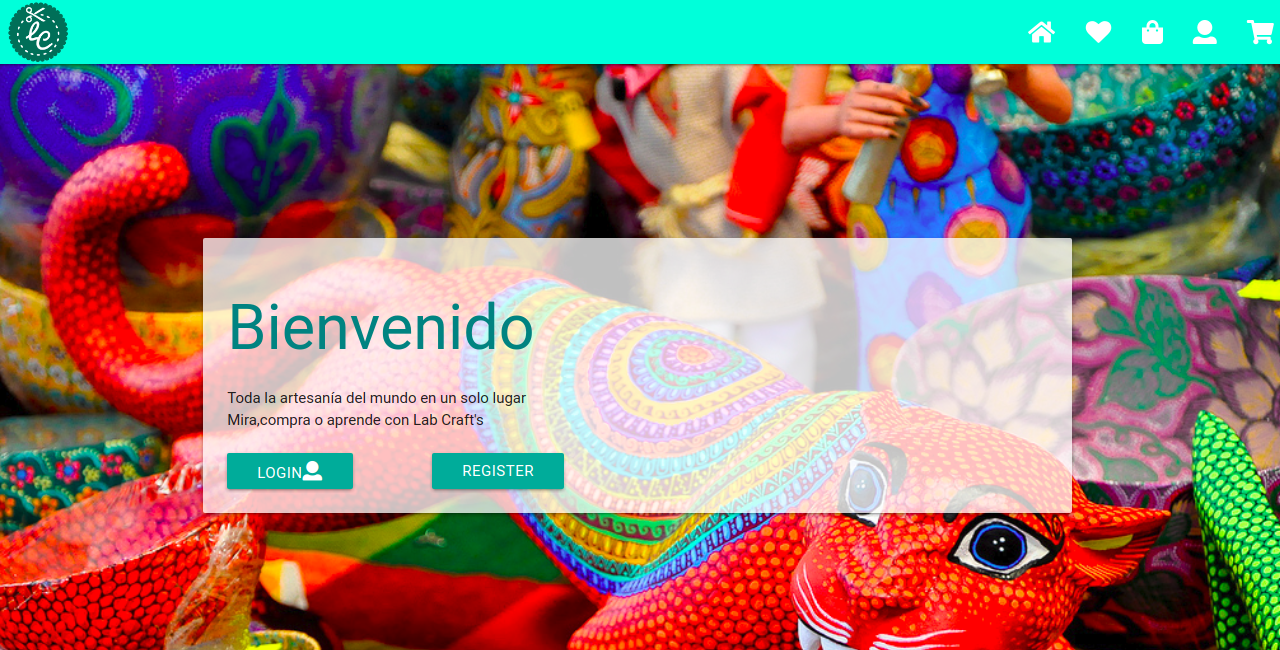 lC
Bienvenido
Toda la artesanía del mundo en un solo lugar
Mira,compra o aprende con Lab Craft's
LOGIN
REGISTER